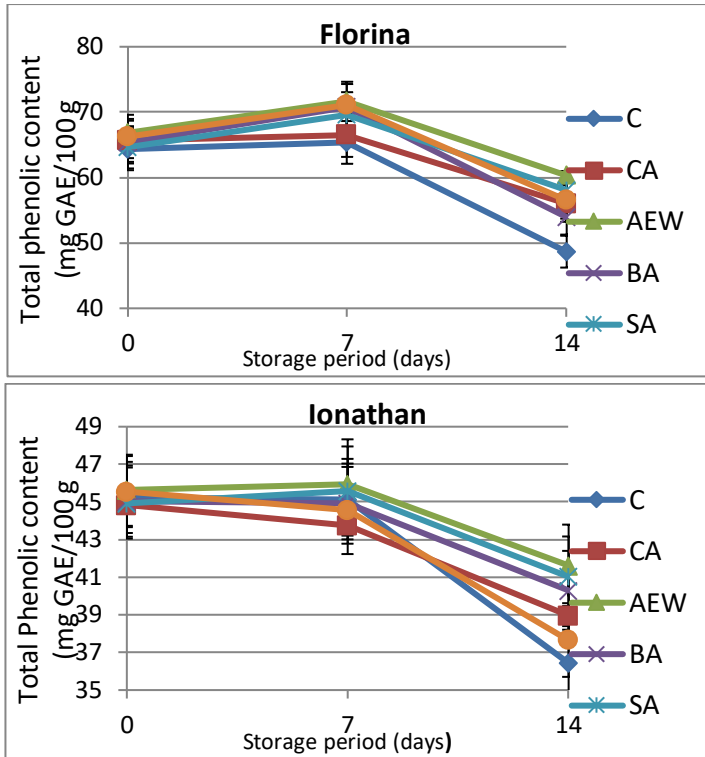 Florina
Total phenolic content
(mg GAE/100 g
80
70
60
50
40
0
7
14
Storage period (days)
C
CA
AEW
BA
SA
Ionathan
Total Phenolic content
(mg GAE/100 g
49
47
45
43
41
39
37
35
0
7
14
Storage period (days)
C
CA
AEW
BA
SA